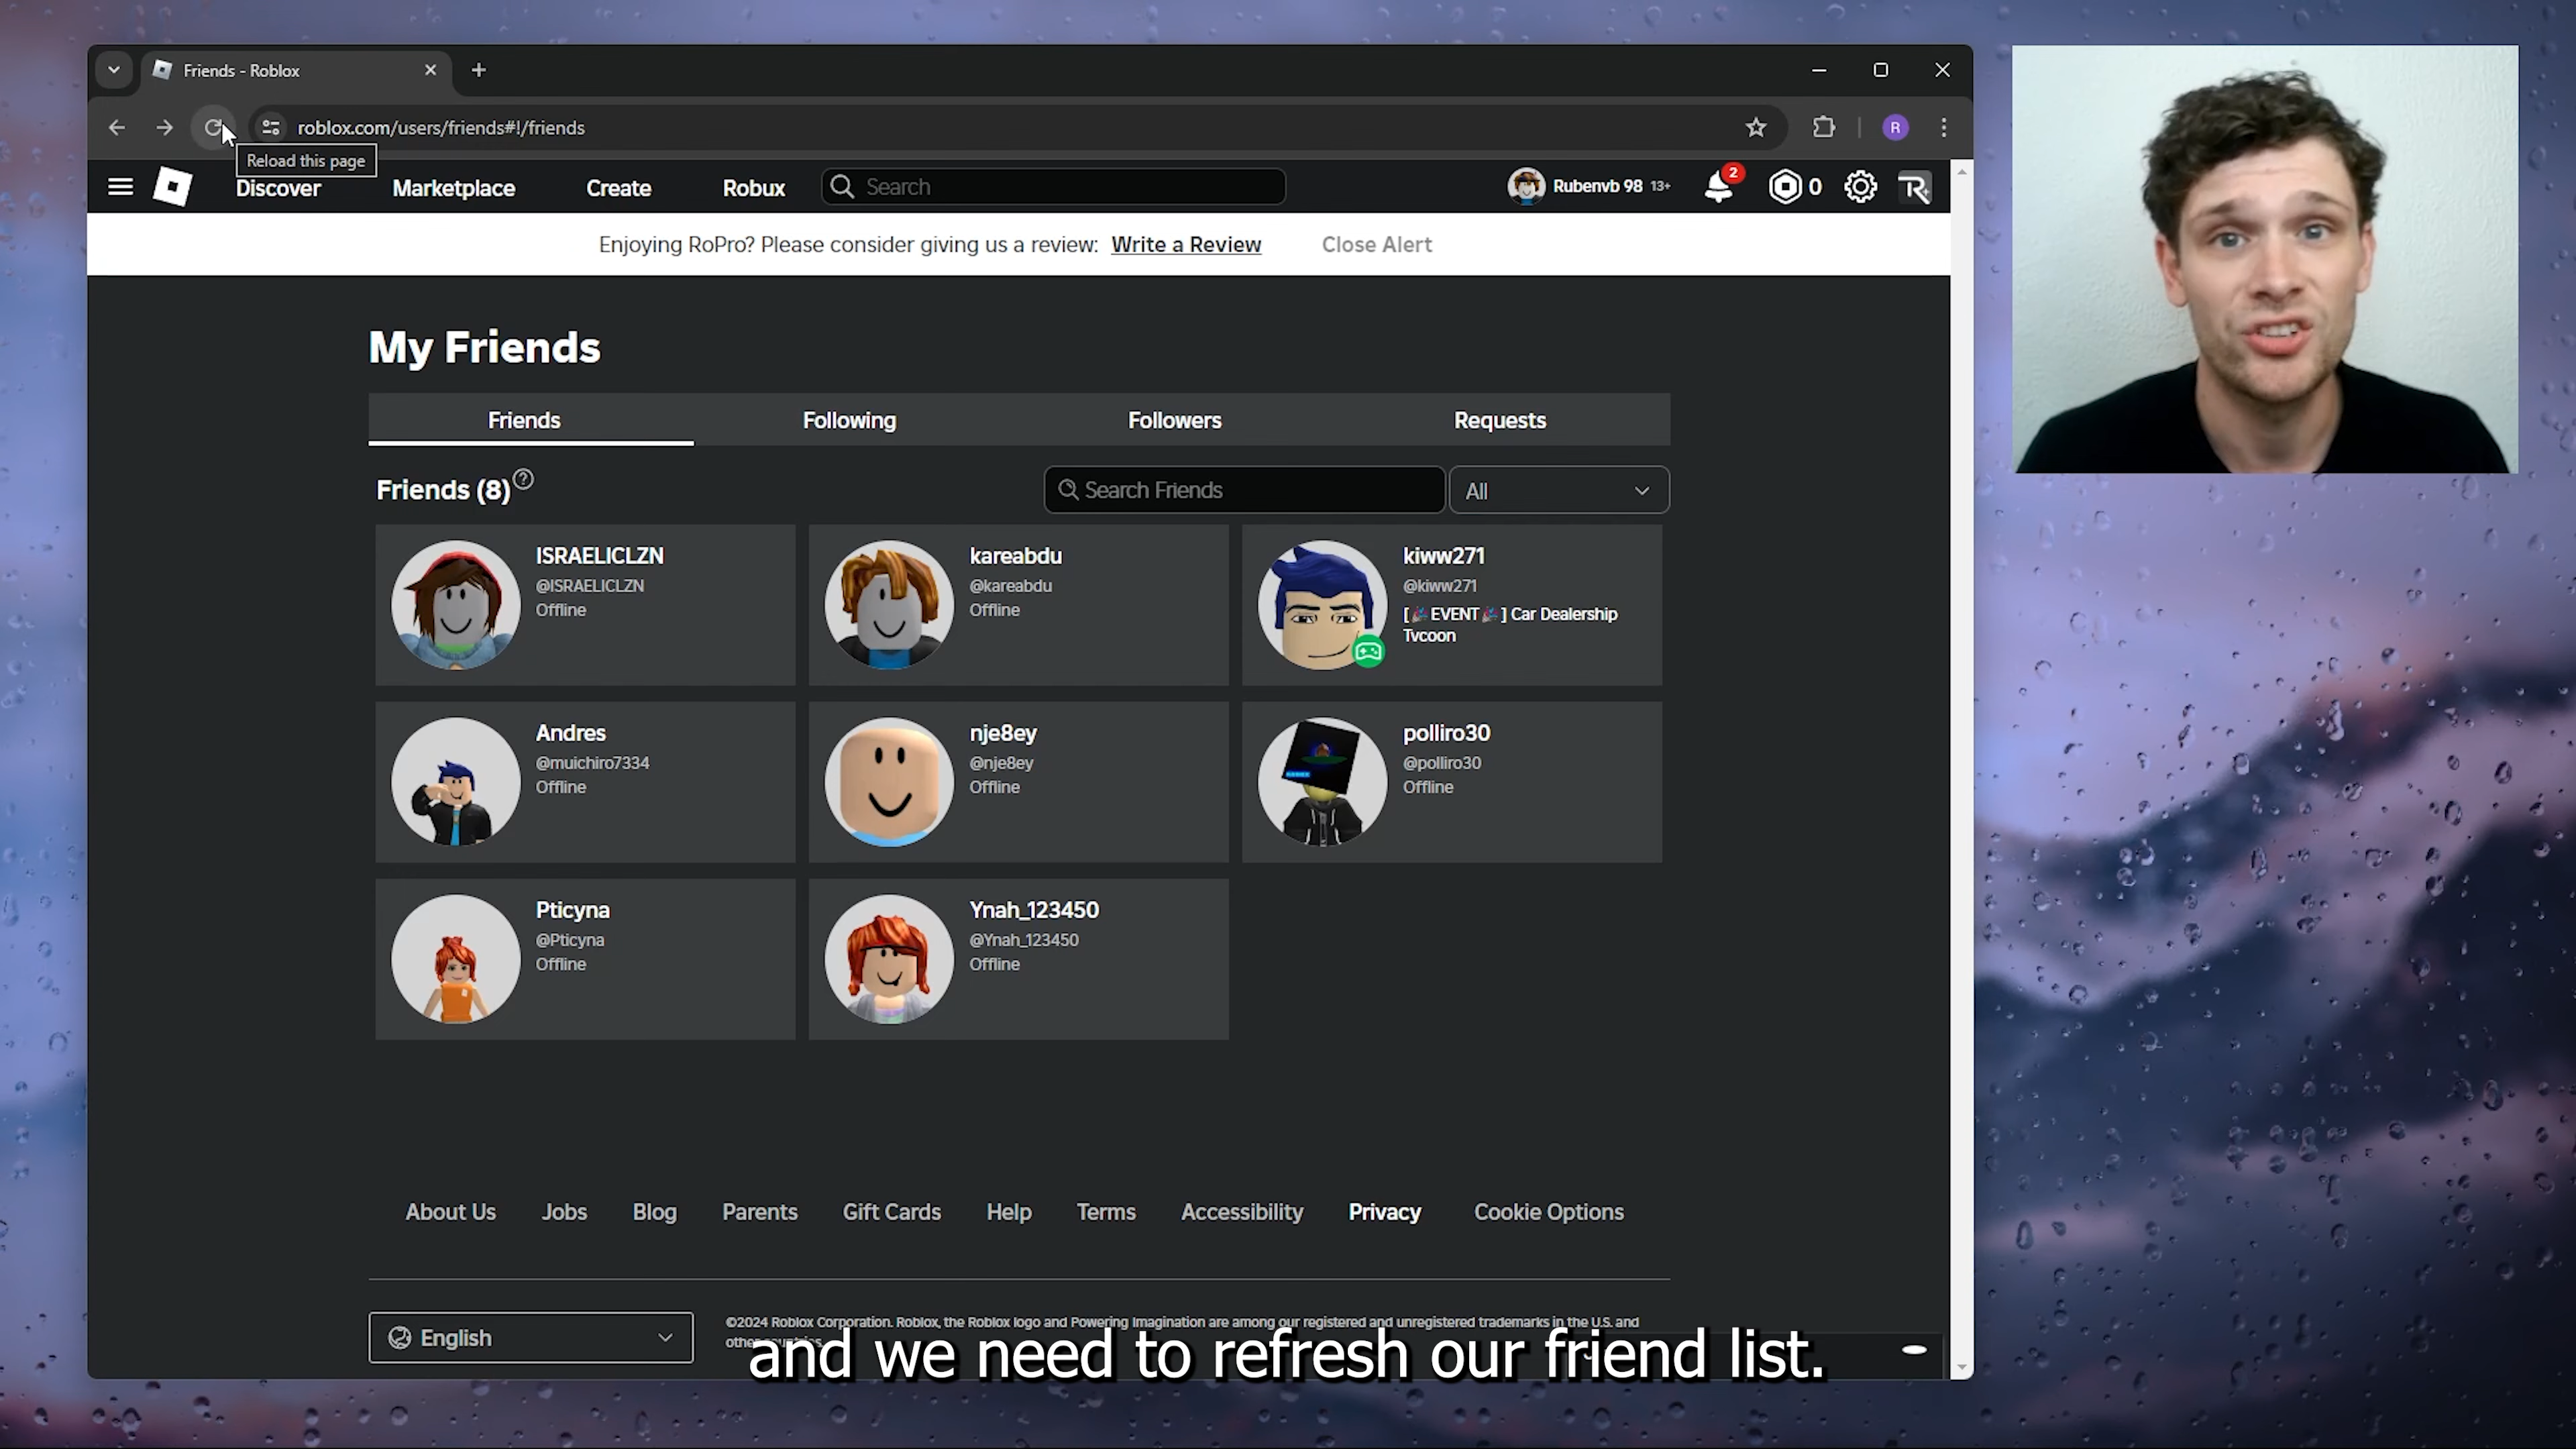 Friends - Roblox
roblox.com/users/friends#!/friends
R
Reload this page
Discover
Marketplace
Create
Robux
Search
Rubenvb 98 13+
2
0
Enjoying RoPro? Please consider giving us a review: Write a Review
Close Alert
My Friends
Friends
Following
Followers
Requests
Friends (8)
Search Friends
All
ISRAELICLZN
@ISRAELICLZN
Offline
kareabdu
@kareabdu
Offline
kiww271
@kiww271
[🎉EVENT🎉] Car Dealership
Tycoon
Andres
@muichiro7334
Offline
nje8ey
@nje8ey
Offline
polliro30
@polliro30
Offline
Pticyna
@Pticyna
Offline
Ynah_123450
@Ynah_123450
Offline
About Us
Jobs
Blog
Parents
Gift Cards
Help
Terms
Accessibility
Privacy
Cookie Options
English
©2024 Roblox Corporation. Roblox, the Roblox logo and Powering Imagination are among our registered and unregistered trademarks in the U.S. and
other countries.
and we need to refresh our friend list.